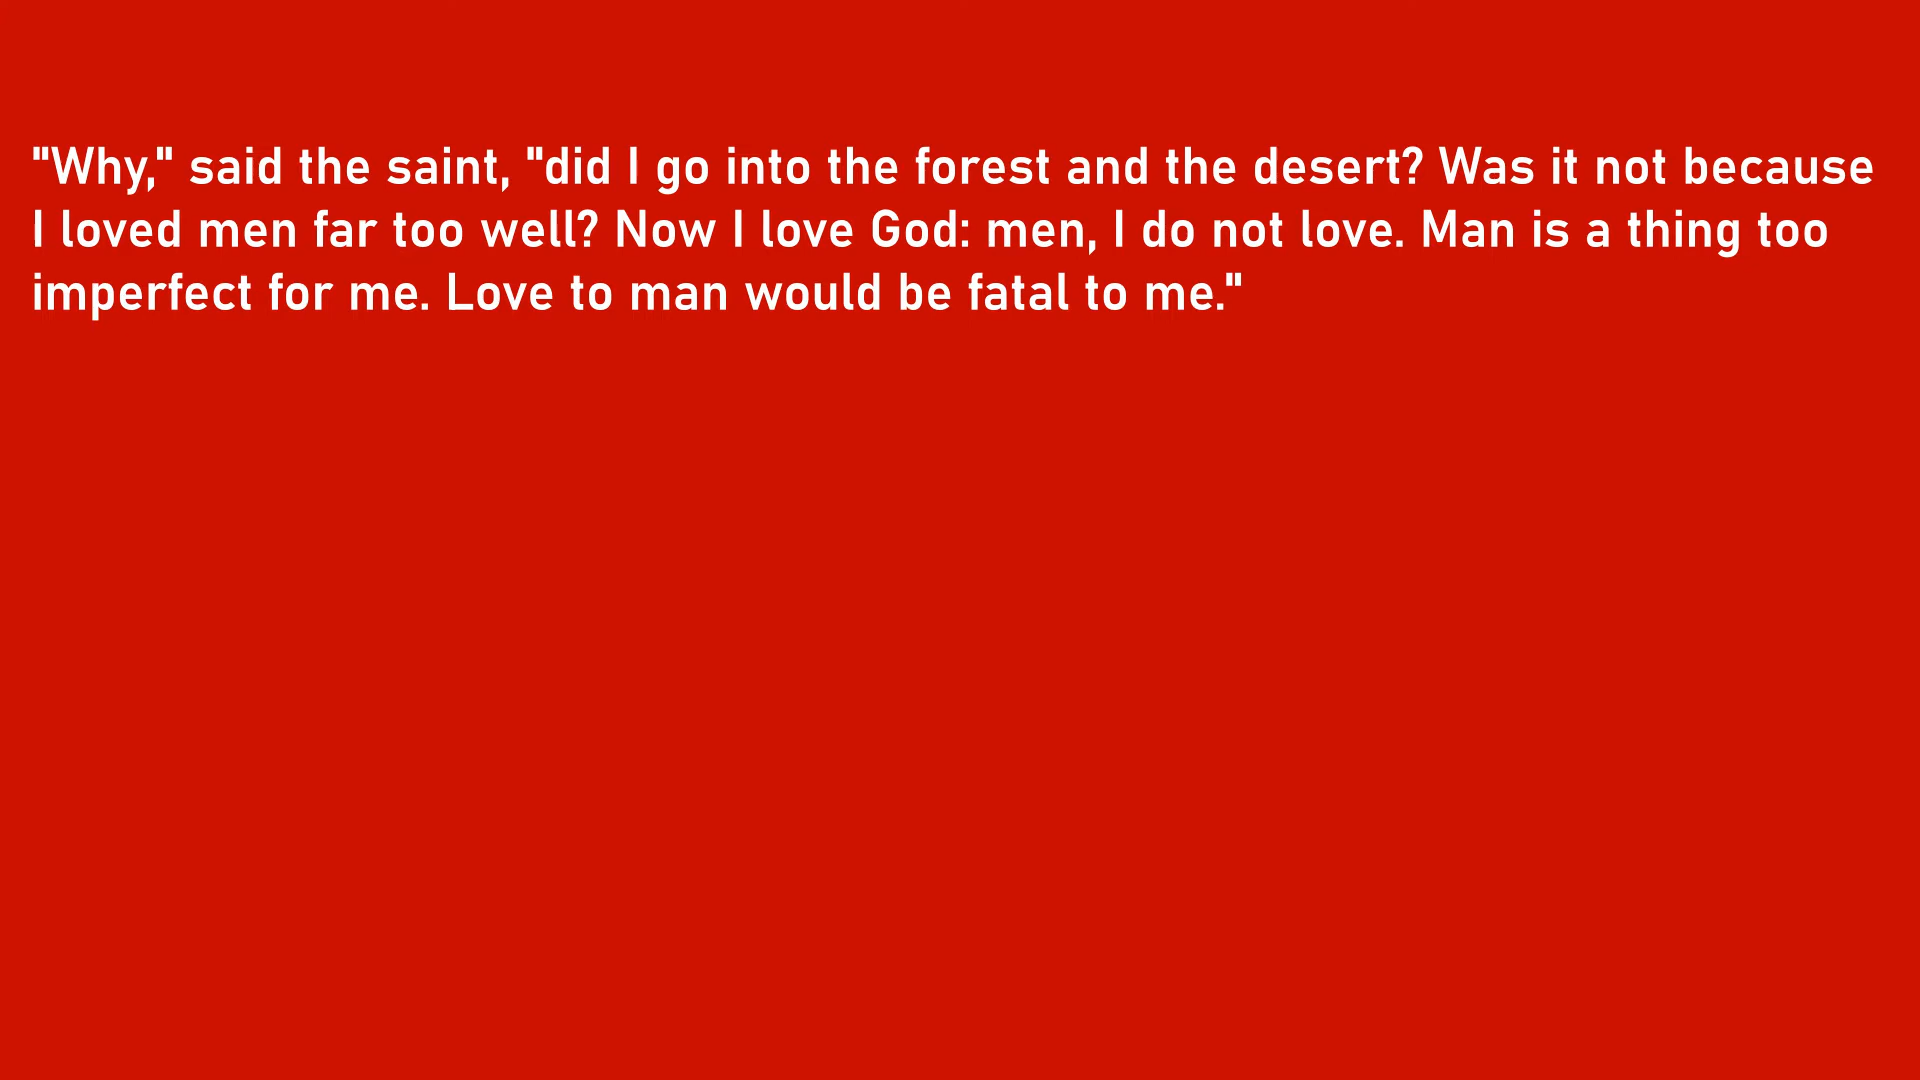 "Why," said the saint, "did I go into the forest and the desert? Was it not because
I loved men far too well? Now I love God: men, I do not love. Man is a thing too
imperfect for me. Love to man would be fatal to me."